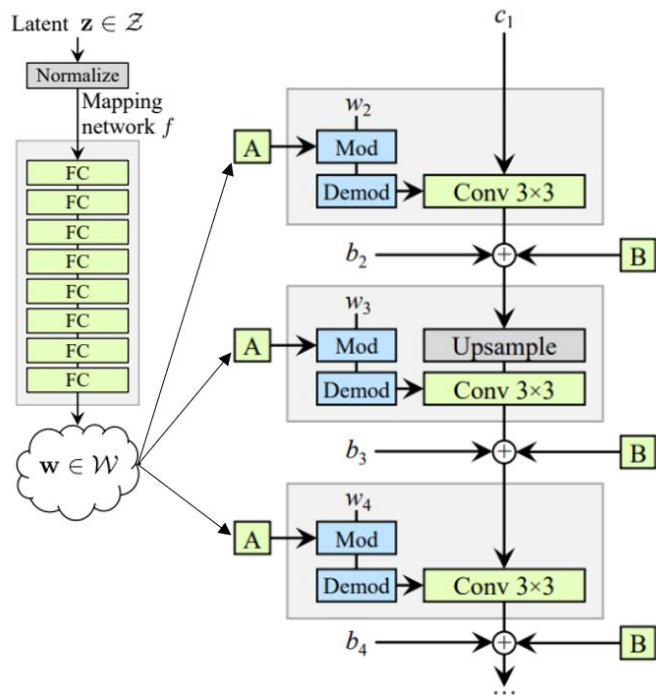 Latent z ∈ Z
Normalize
Mapping
network f
FC
FC
FC
FC
FC
FC
FC
FC
w ∈ W
c₁
A
w₂
Mod
Demod
Conv 3×3
b₂
+
B
A
w₃
Mod
Upsample
Demod
Conv 3×3
b₃
+
B
A
w₄
Mod
Demod
Conv 3×3
b₄
+
B
...